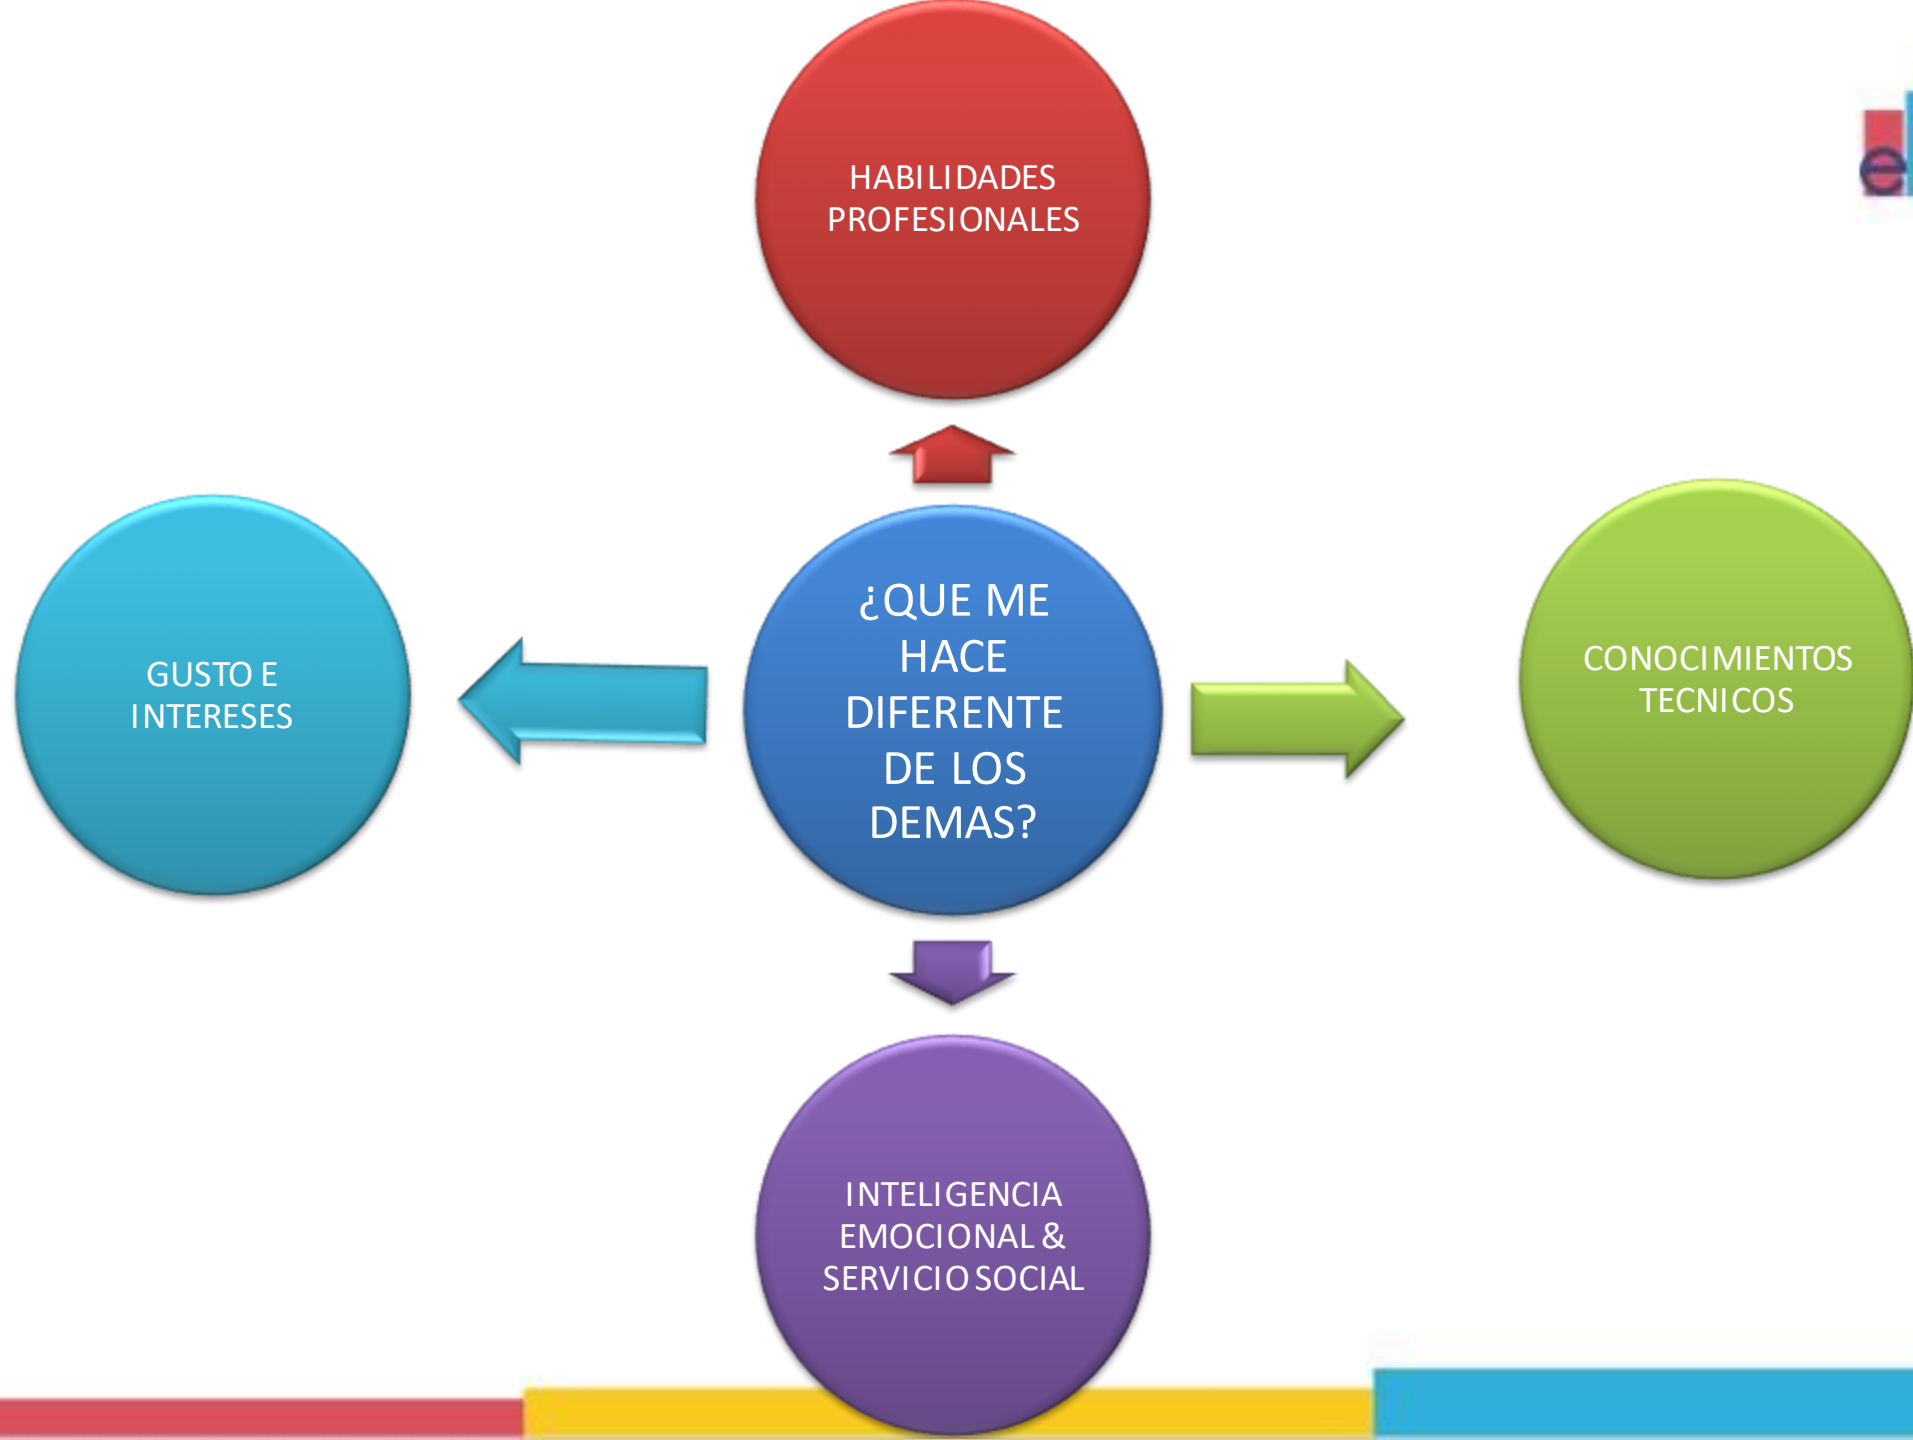 HABILIDADES
PROFESIONALES
e
¿QUE ME
HACE
DIFERENTE
DE LOS
DEMAS?
GUSTO E
INTERESES
CONOCIMIENTOS
TECNICOS
INTELIGENCIA
EMOCIONAL &
SERVICIO SOCIAL